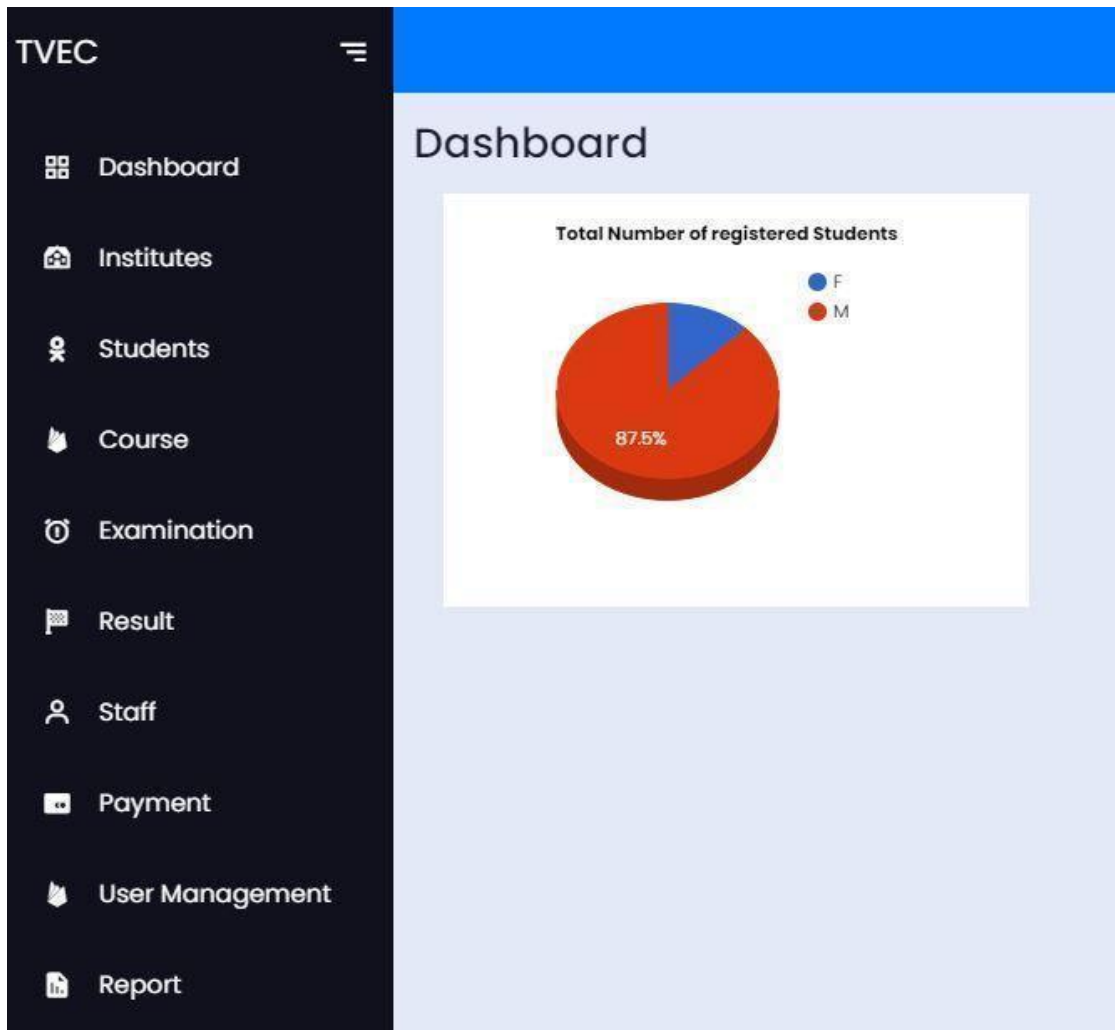 TVEC
Dashboard
Institutes
Students
Course
Examination
Result
Staff
Payment
User Management
Report
Dashboard
Total Number of registered Students
F
M
87.5%